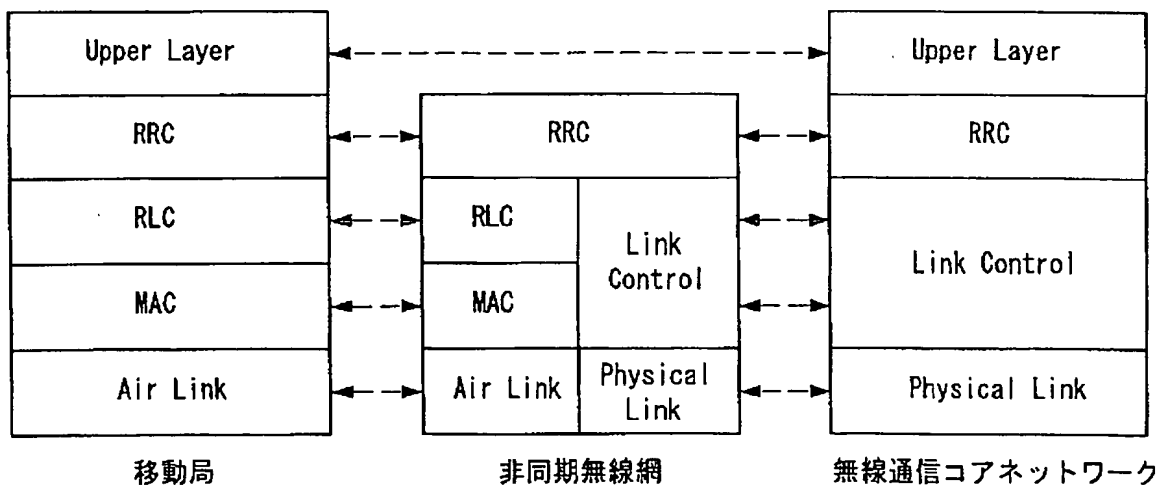 Upper Layer
RRC
RLC
MAC
Air Link
移動局
RRC
RLC
MAC
Link
Control
Air Link
Physical
Link
非同期無線網
Upper Layer
RRC
Link Control
Physical Link
無線通信コアネットワーク